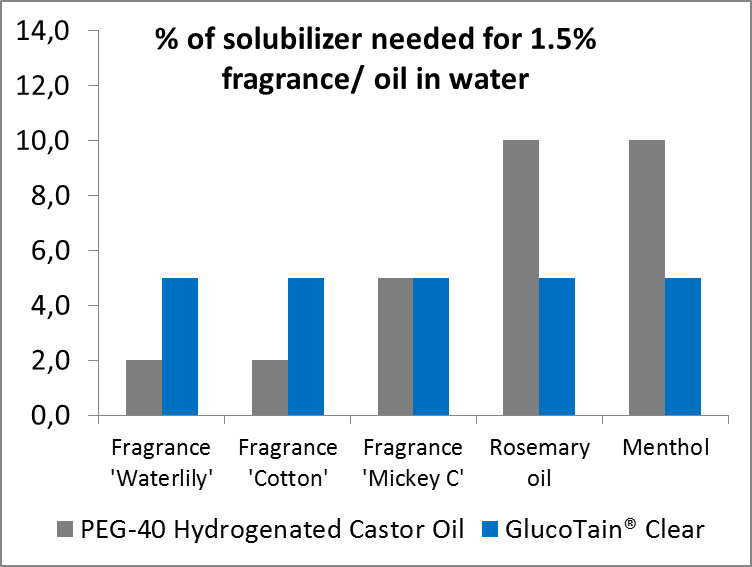 % of solubilizer needed for 1.5%
fragrance/ oil in water
14,0
12,0
10,0
8,0
6,0
4,0
2,0
0,0
Fragrance 'Waterlily'
Fragrance 'Cotton'
Fragrance 'Mickey C'
Rosemary oil
Menthol
PEG-40 Hydrogenated Castor Oil
GlucoTain® Clear